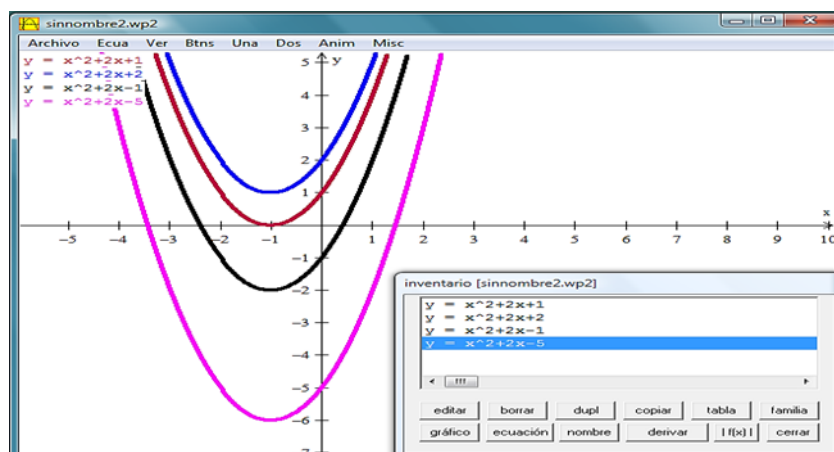 sinnombre2.wp2
Archivo Ecua Ver Btns Una Dos Anim Misc
y = x^2+2x+1
y = x^2+2x+2
y = x^2+2x−1
y = x^2+2x−5
y
5
4
3
2
1
−1
−2
−3
−4
−5
−6
−7
x
−5 −4 −3 −2 −1 1 2 3 4 5 6 7 8 9 10
inventario [sinnombre2.wp2]
y = x^2+2x+1
y = x^2+2x+2
y = x^2+2x−1
y = x^2+2x−5
editar borrar dupl copiar tabla familia
gráfico ecuación nombre derivar |f(x)| cerrar